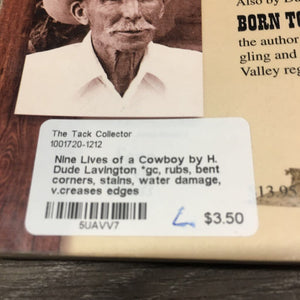 Also by Du
BORN TO
the author
gling and
Valley reg
The Tack Collector
1001720-1212
Nine Lives of a Cowboy by H.
Dude Lavington *gc, rubs, bent
corners, stains, water damage,
v.creases edges
5UAVV7
$3.50
13.95